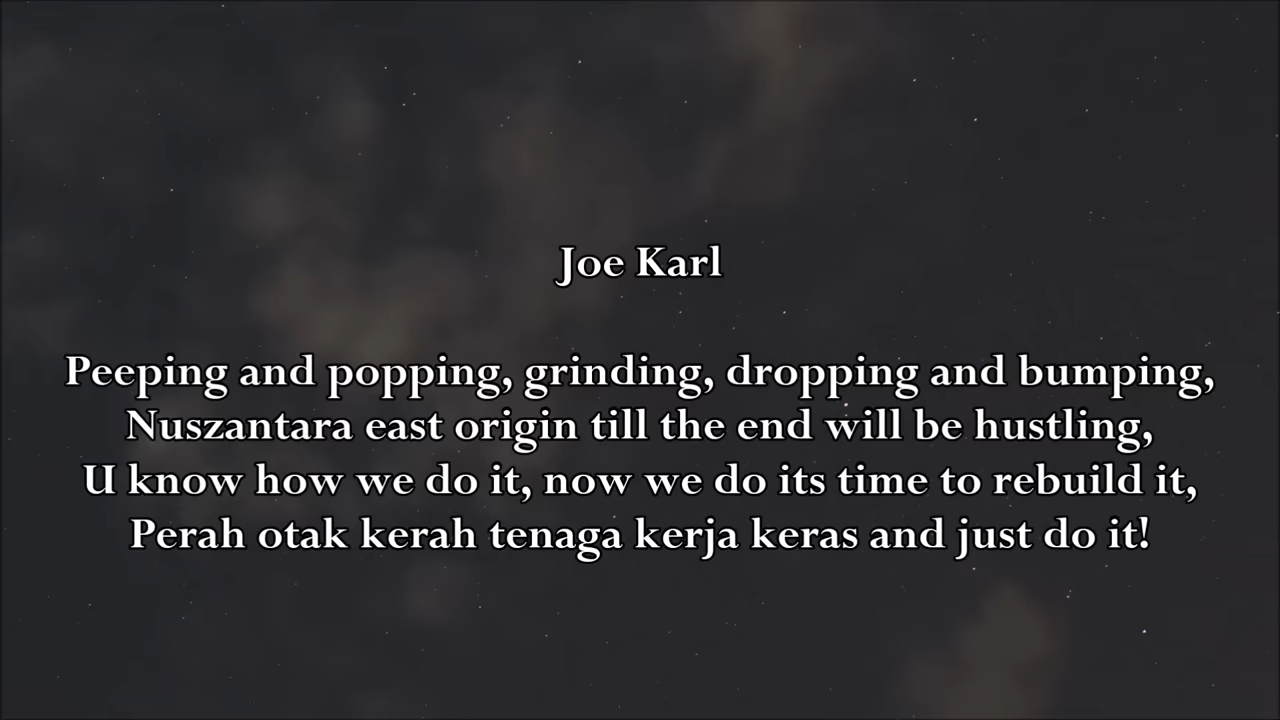 Joe Karl
Peeping and popping, grinding, dropping and bumping,
Nuszantara east origin till the end will be hustling,
U know how we do it, now we do its time to rebuild it,
Perah otak kerah tenaga kerja keras and just do it!